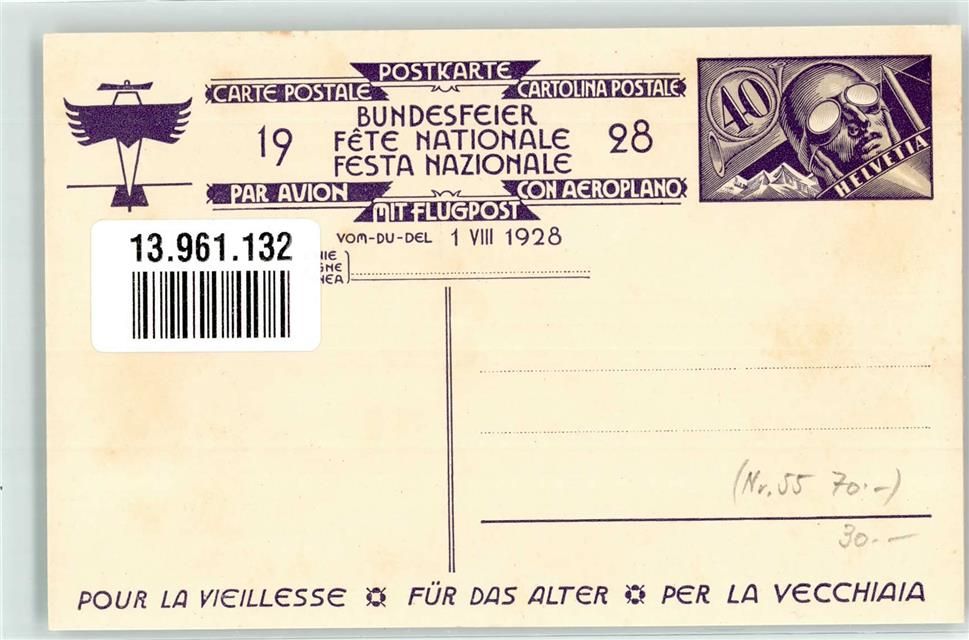 POSTKARTE
CARTE POSTALE CARTOLINA POSTALE
BUNDESFEIER
19 FÊTE NATIONALE 28
FESTA NAZIONALE
PAR AVION CON AEROPLANO
MIT FLUGPOST
40
HELVETIA
VOM-DU-DEL 1 VIII 1928
13.961.132
(Nr. 55 70.-)
30.-
POUR LA VIEILLESSE FÜR DAS ALTER PER LA VECCHIAIA